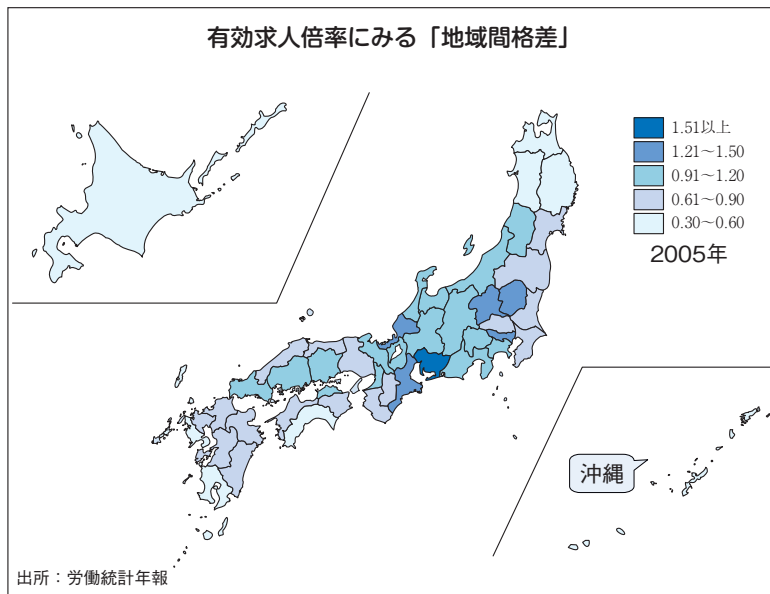 有効求人倍率にみる「地域間格差」
1.51以上
1.21〜1.50
0.91〜1.20
0.61〜0.90
0.30〜0.60
2005年
沖縄
出所：労働統計年報